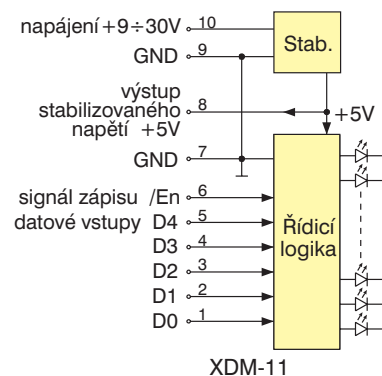 napájení +9÷30V 10
Stab.
GND 9
výstup
stabilizovaného 8
napětí +5V
+5V
GND 7
signál zápisu /En 6
datové vstupy D4 5
D3 4
D2 3
D1 2
D0 1
Řídicí
logika
XDM-11